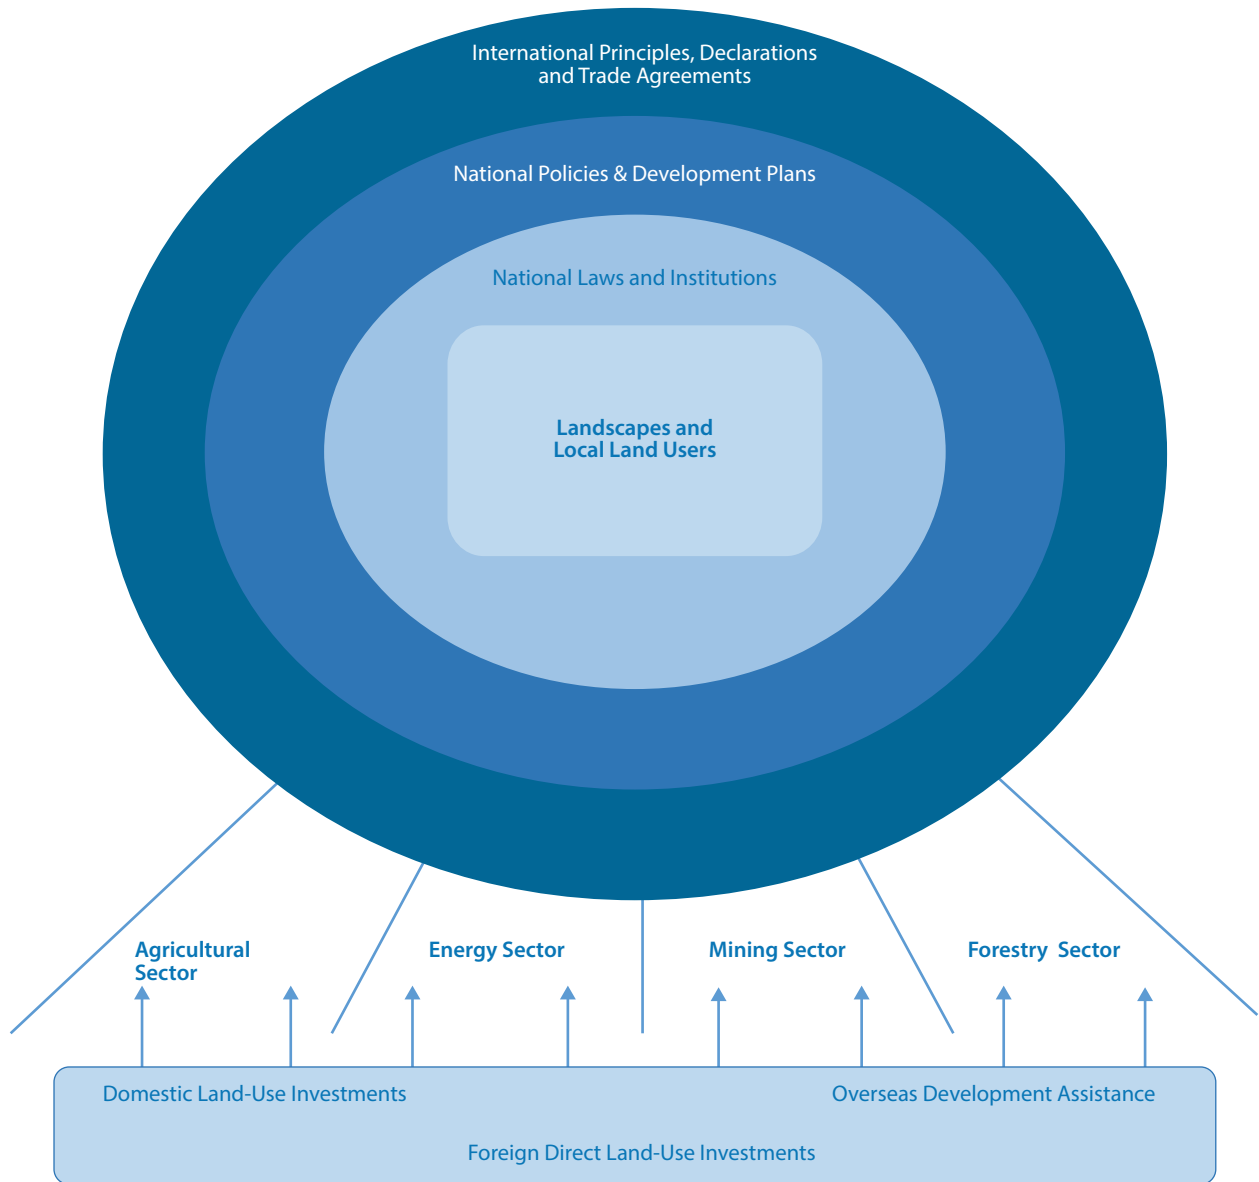 International Principles, Declarations
and Trade Agreements
National Policies & Development Plans
National Laws and Institutions
Landscapes and
Local Land Users
Agricultural
Sector
Energy Sector
Mining Sector
Forestry Sector
Domestic Land-Use Investments
Overseas Development Assistance
Foreign Direct Land-Use Investments